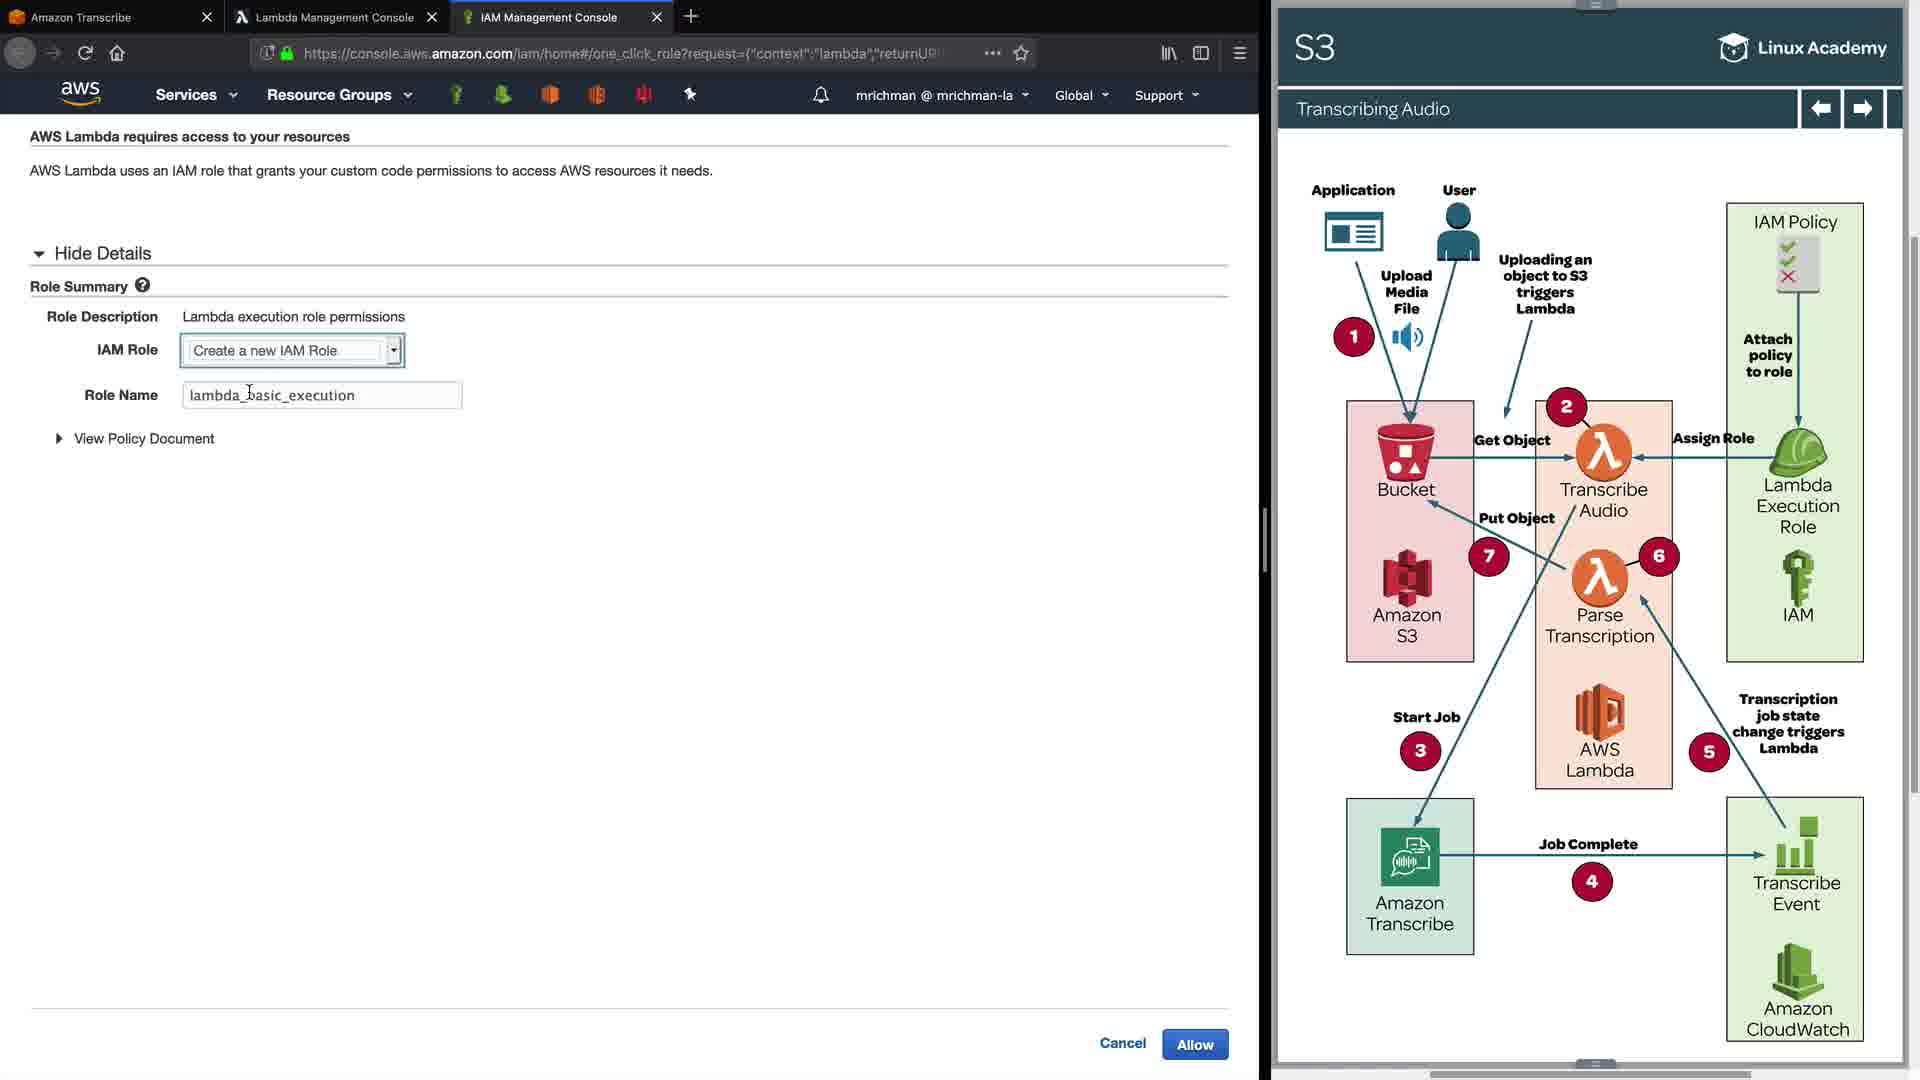 Amazon Transcribe
Lambda Management Console
IAM Management Console
https://console.aws.amazon.com/iam/home#/one_click_role?request={"context":"lambda","returnUR
aws
Services
Resource Groups
mrichman @ mrichman-la
Global
Support
AWS Lambda requires access to your resources
AWS Lambda uses an IAM role that grants your custom code permissions to access AWS resources it needs.
Hide Details
Role Summary ?
Role Description
Lambda execution role permissions
IAM Role
Create a new IAM Role
Role Name
lambda_basic_execution
View Policy Document
Cancel
Allow
S3
Linux Academy
Transcribing Audio
Application
User
Upload
Media
File
1
Uploading an
object to S3
triggers
Lambda
IAM Policy
Attach
policy
to role
2
Get Object
Assign Role
Bucket
Transcribe
Audio
Lambda
Execution
Role
Put Object
7
6
Amazon
S3
Parse
Transcription
IAM
Start Job
3
AWS
Lambda
Transcription
job state
change triggers
Lambda
5
Job Complete
4
Amazon
Transcribe
Transcribe
Event
Amazon
CloudWatch